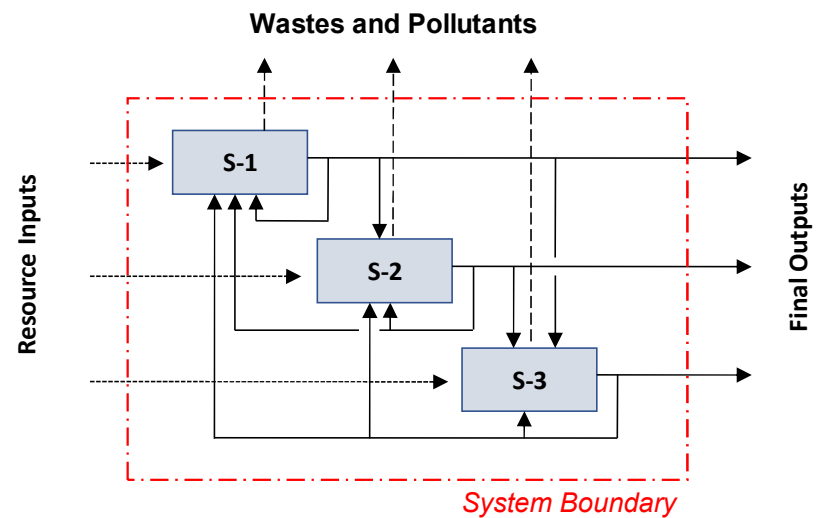 Wastes and Pollutants
S-1
S-2
S-3
Resource Inputs
Final Outputs
System Boundary